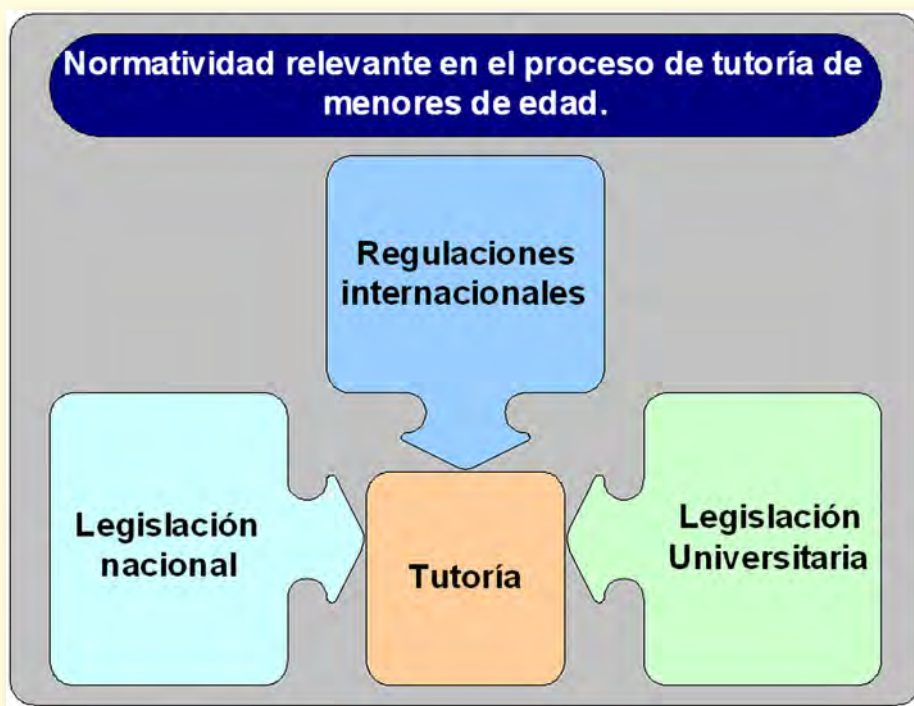 Normatividad relevante en el proceso de tutoría de
menores de edad.
Regulaciones
internacionales
Legislación
nacional
Tutoría
Legislación
Universitaria